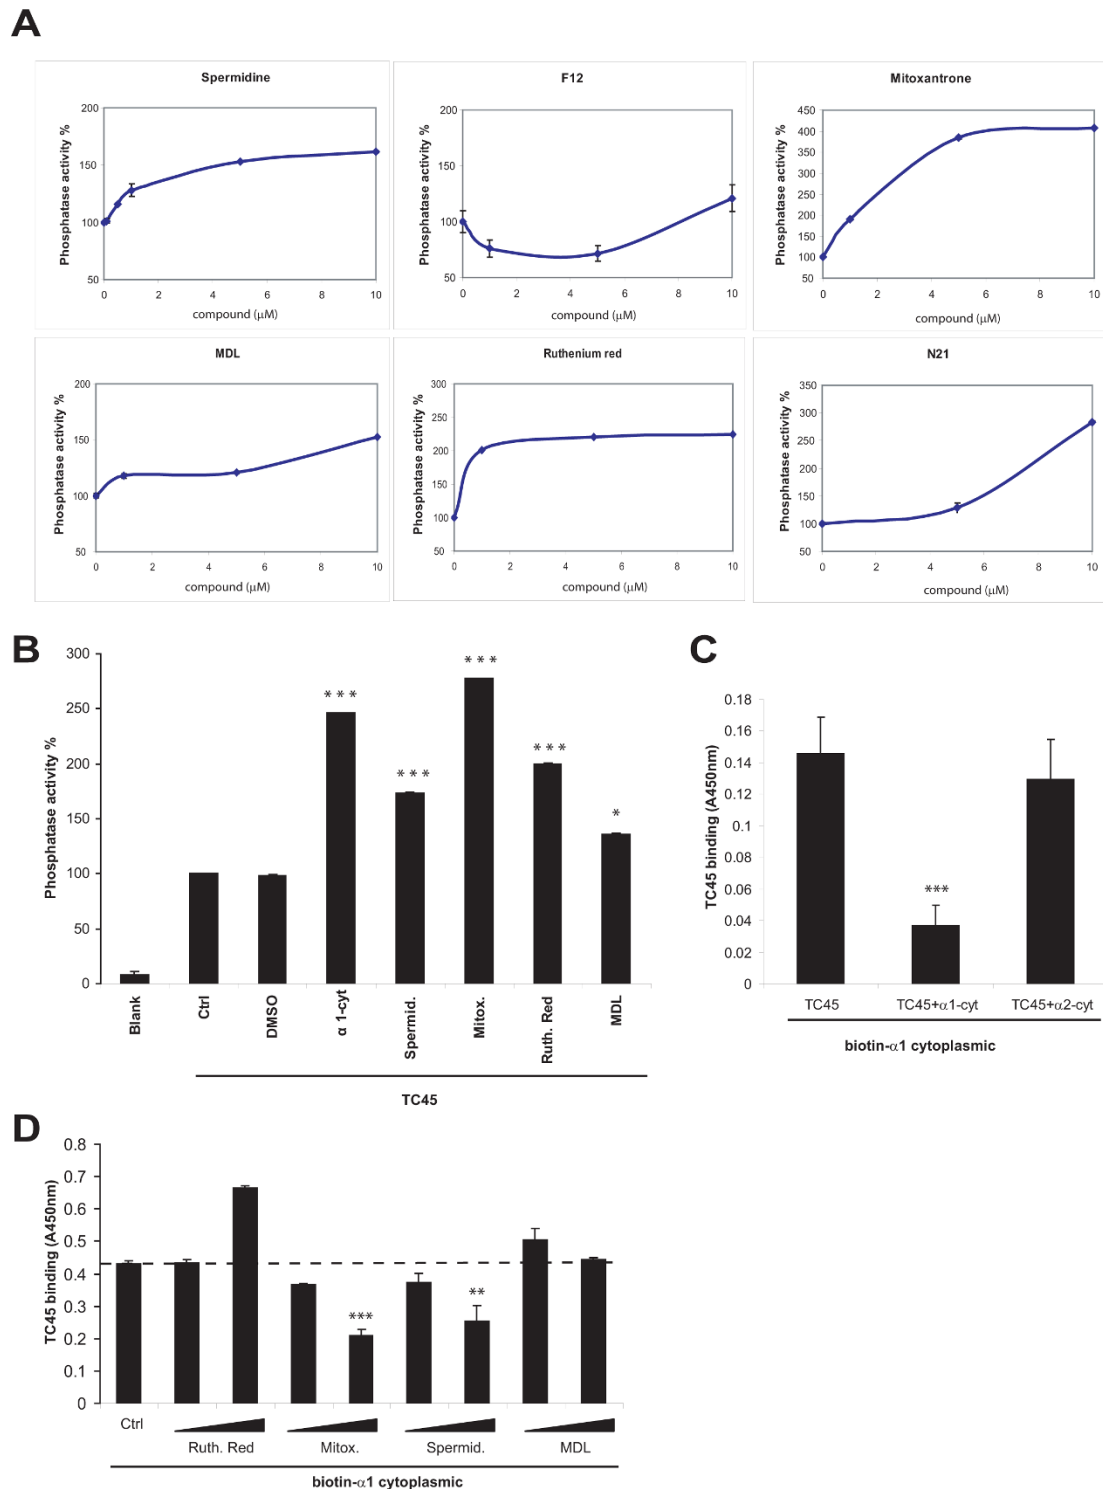 A
Spermidine
200
150
100
50
Phosphatase activity %
0 2 4 6 8 10
compound (μM)
F12
200
150
100
50
Phosphatase activity %
0 2 4 6 8 10
compound (μM)
Mitoxantrone
450
400
350
300
250
200
150
100
50
Phosphatase activity %
0 2 4 6 8 10
compound (μM)
MDL
200
150
100
50
Phosphatase activity %
0 2 4 6 8 10
compound (μM)
Ruthenium red
300
250
200
150
100
50
Phosphatase activity %
0 2 4 6 8 10
compound (μM)
N21
350
300
250
200
150
100
50
Phosphatase activity %
0 2 4 6 8 10
compound (μM)
B
300
250
200
150
100
50
0
Phosphatase activity %
***
***
***
***
*
Blank
Ctrl
DMSO
α 1-cyt
Spermid.
Mitox.
Ruth. Red
MDL
TC45
C
0.18
0.16
0.14
0.12
0.1
0.08
0.06
0.04
0.02
0
TC45 binding (A450nm)
***
TC45 TC45+α1-cyt TC45+α2-cyt
biotin-α1 cytoplasmic
D
0.8
0.7
0.6
0.5
0.4
0.3
0.2
0.1
0
TC45 binding (A450nm)
***
**
Ctrl
Ruth. Red Mitox. Spermid. MDL
biotin-α1 cytoplasmic